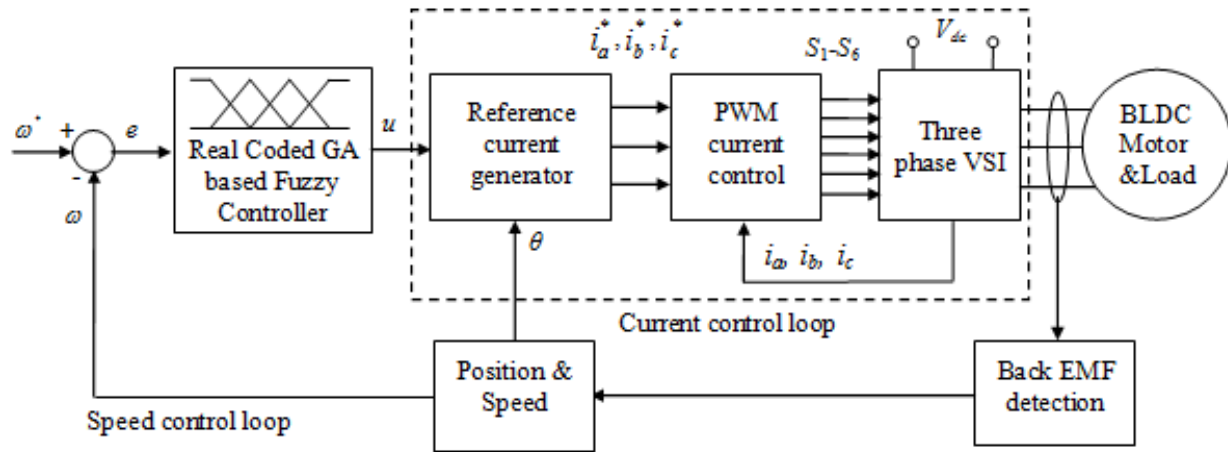 i*a, i*b, i*c
S1-S6
Vdc
ω*
+
e
-
ω
Real Coded GA
based Fuzzy
Controller
u
Reference
current
generator
PWM
current
control
Three
phase VSI
BLDC
Motor
&Load
θ
ia, ib, ic
Current control loop
Position &
Speed
Back EMF
detection
Speed control loop